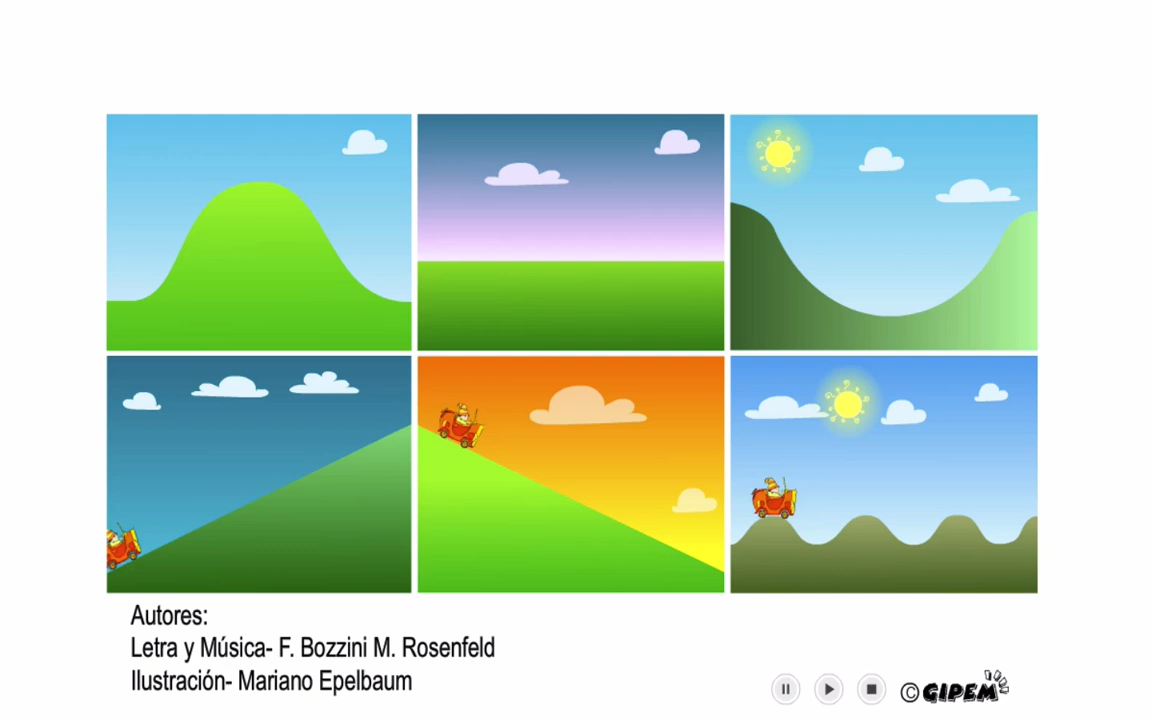 Autores:
Letra y Música- F. Bozzini M. Rosenfeld
Ilustración- Mariano Epelbaum
© GIPEM